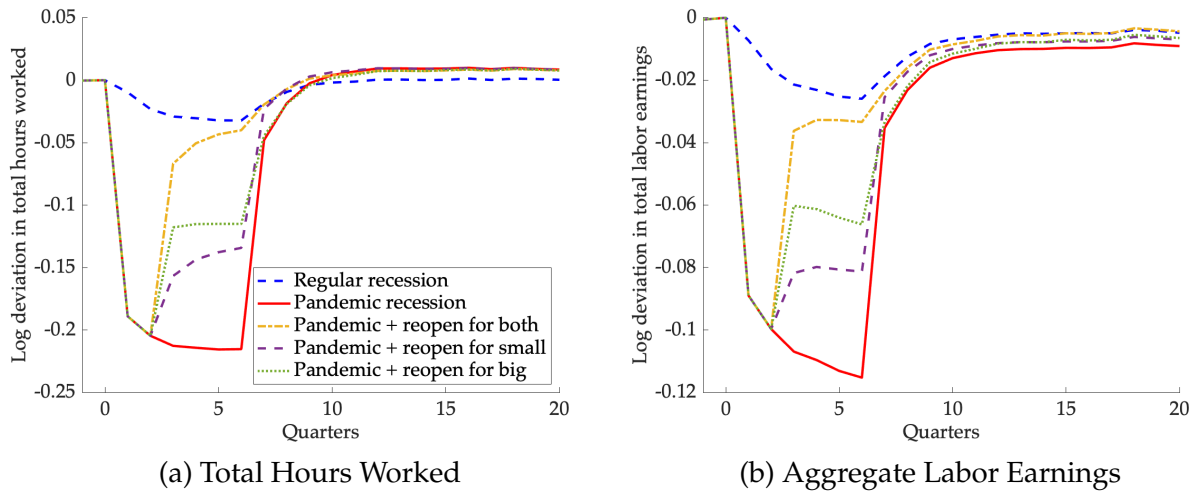 0.05
0
-0.05
-0.1
-0.15
-0.2
-0.25
Log deviation in total hours worked
0 5 10 15 20
Quarters
Regular recession
Pandemic recession
Pandemic + reopen for both
Pandemic + reopen for small
Pandemic + reopen for big
(a) Total Hours Worked
0
-0.02
-0.04
-0.06
-0.08
-0.1
-0.12
Log deviation in total labor earnings
0 5 10 15 20
Quarters
(b) Aggregate Labor Earnings